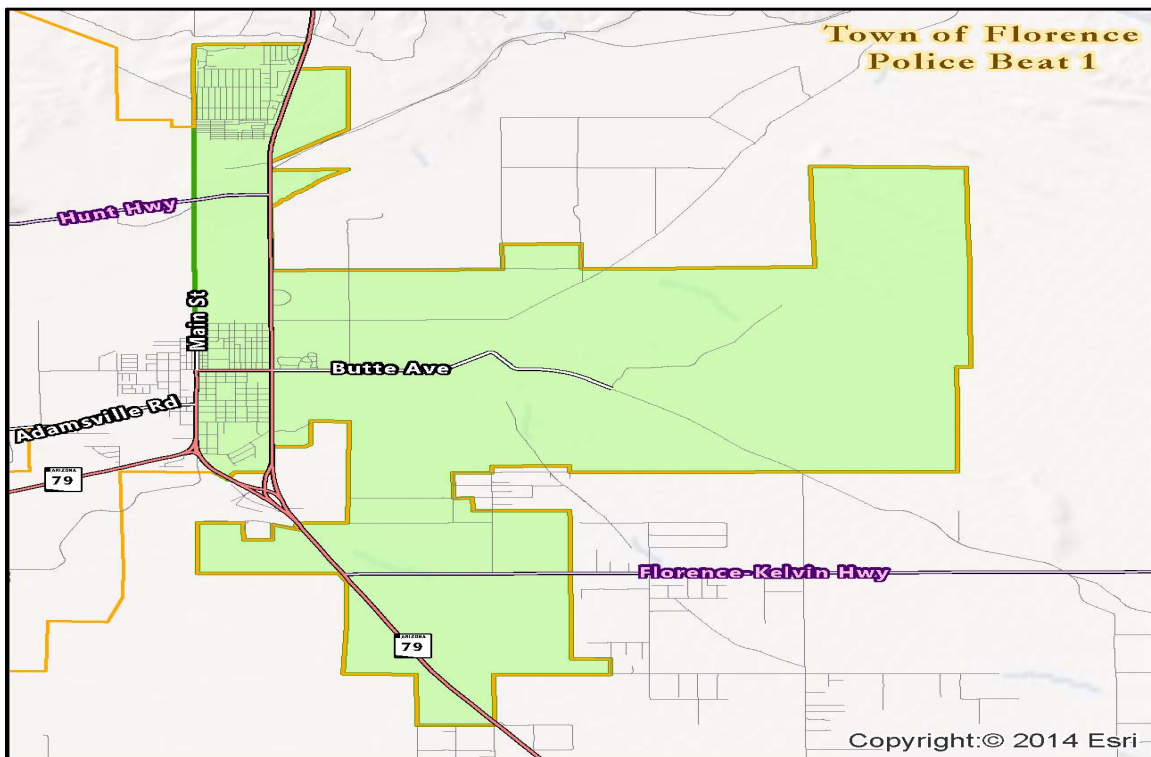 Town of Florence
Police Beat 1
Hunt Hwy
Main St
Butte Ave
Adamsville Rd
ARIZONA
79
Florence-Kelvin Hwy
ARIZONA
79
Copyright:© 2014 Esri